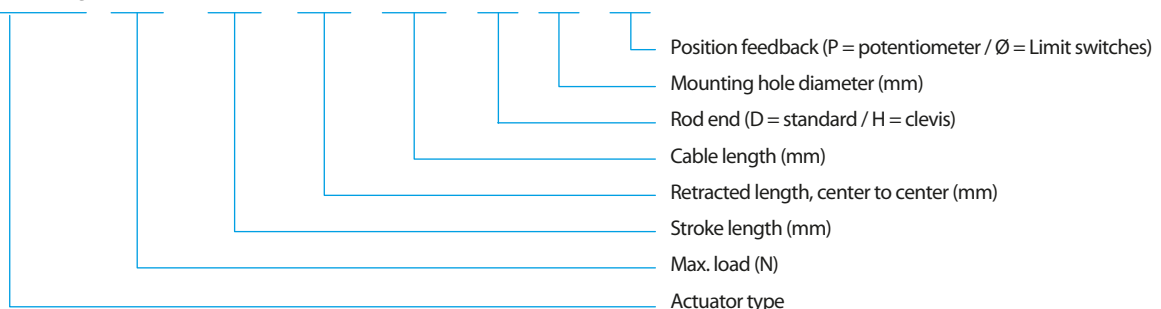 Position feedback (P = potentiometer / Ø = Limit switches)
Mounting hole diameter (mm)
Rod end (D = standard / H = clevis)
Cable length (mm)
Retracted length, center to center (mm)
Stroke length (mm)
Max. load (N)
Actuator type